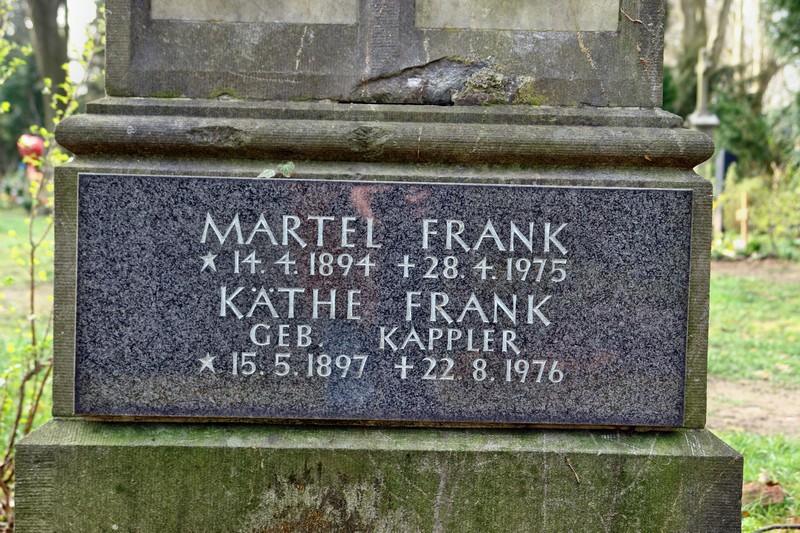 MARTEL FRANK
★ 14. 4. 1894 ✝ 28. 4. 1975
KÄTHE FRANK
GEB. KAPPLER
★ 15. 5. 1897 ✝ 22. 8. 1976